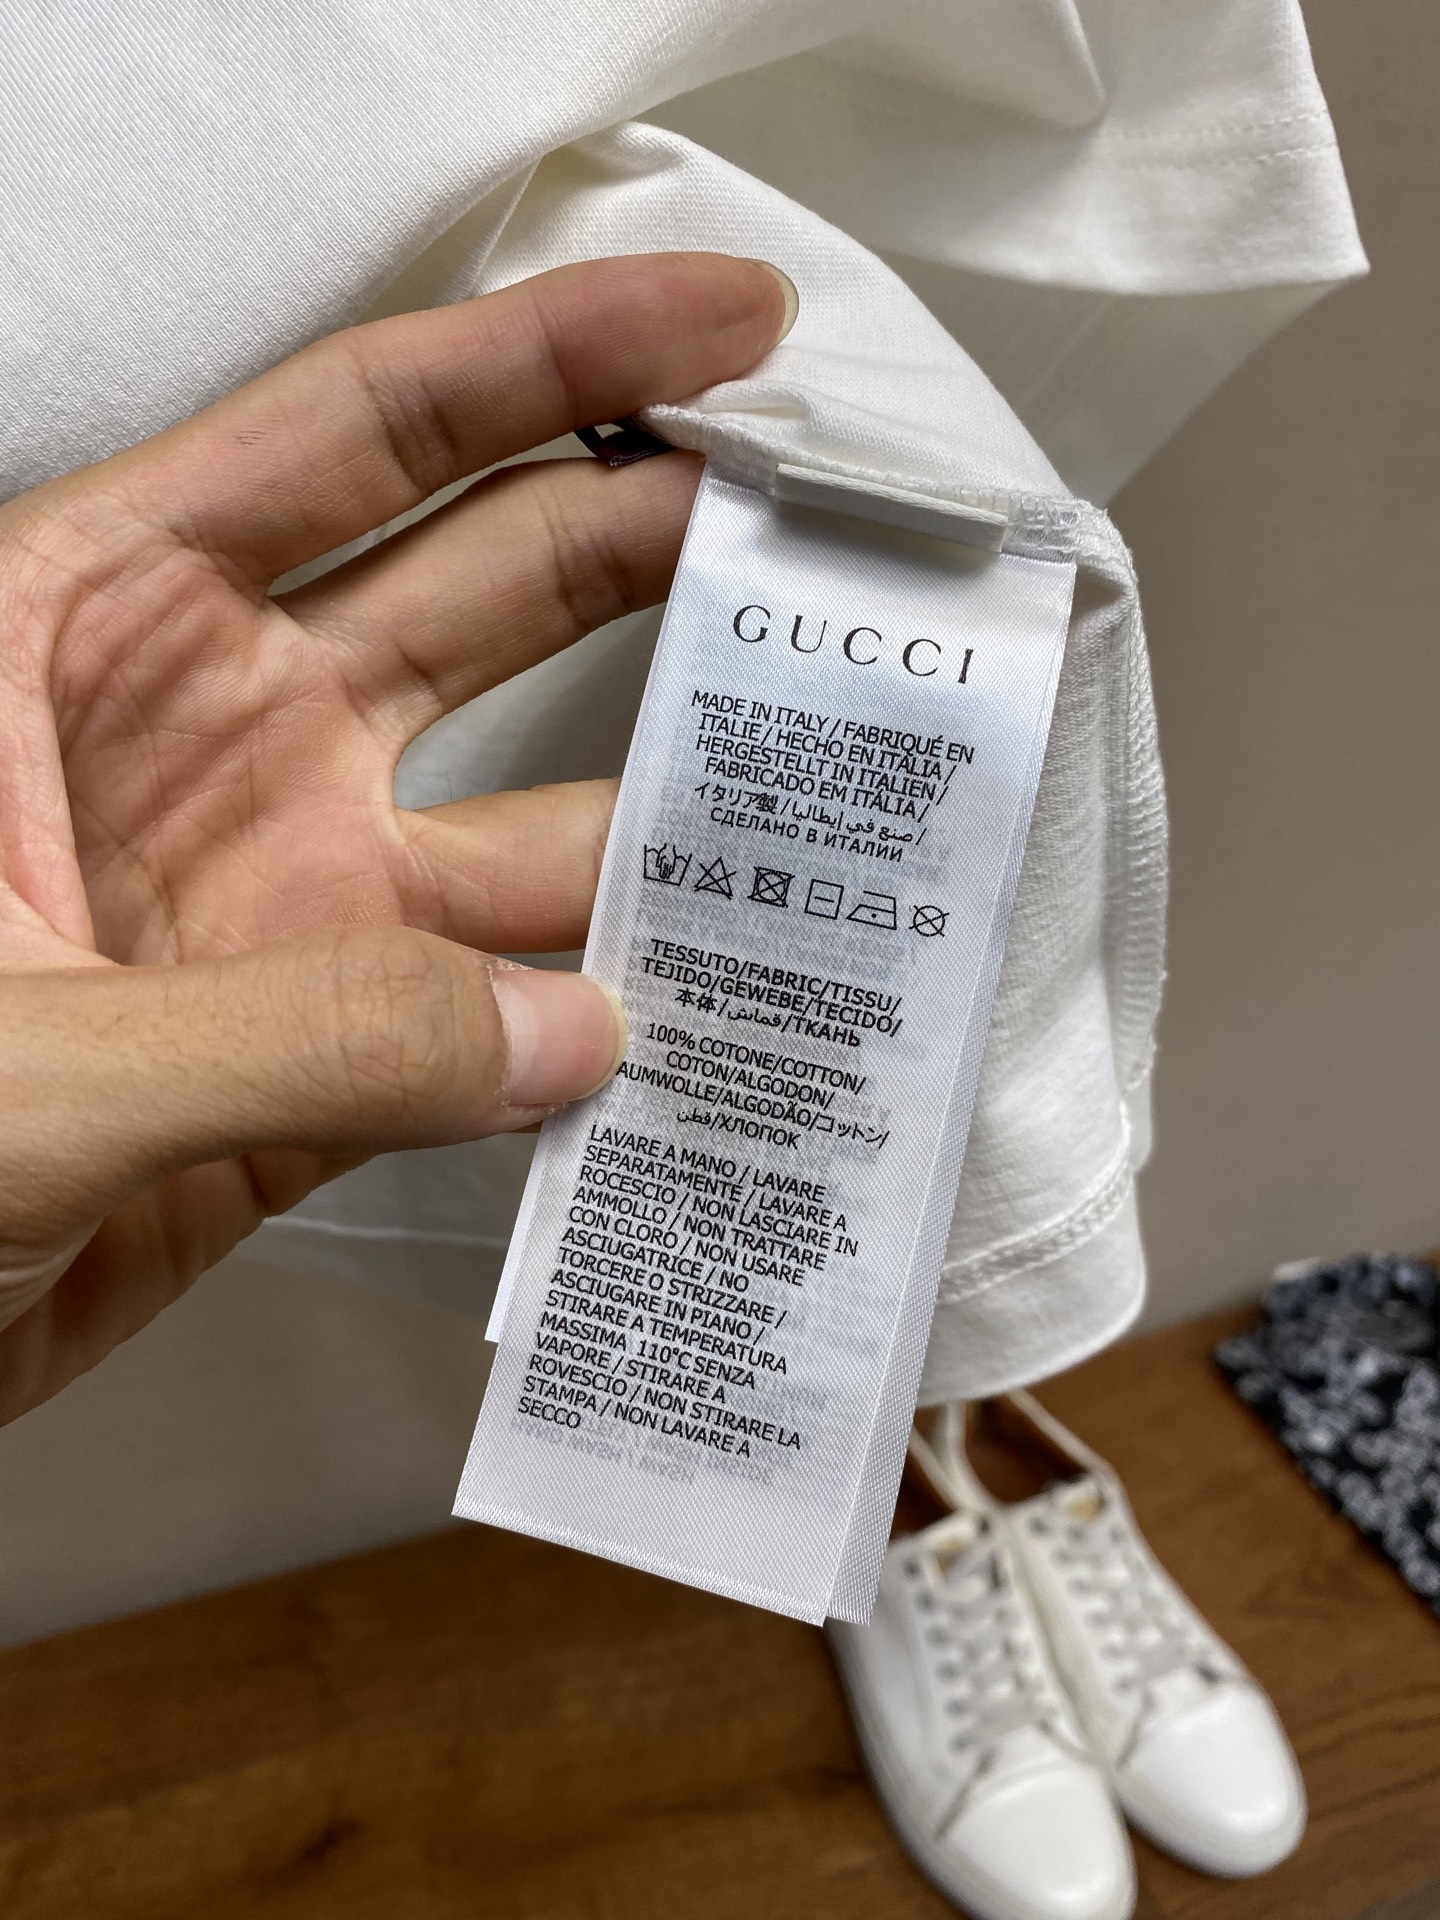 GUCCI
MADE IN ITALY / FABRIQUÉ EN
ITALIE / HECHO EN ITALIA /
HERGESTELLT IN ITALIEN /
FABRICADO EM ITÁLIA /
イタリア製 / صنع في إيطاليا /
СДЕЛАНО В ИТАЛИИ
TESSUTO/FABRIC/TISSU/
TEJIDO/GEWEBE/TECIDO/
本体/قماش/ТКАНЬ
100% COTONE/COTTON/
COTON/ALGODON/
AUMWOLLE/ALGODÃO/コットン/
قطن/ХЛОПОК
LAVARE A MANO / LAVARE
SEPARATAMENTE / LAVARE A
ROCESCIO / NON LASCIARE IN
AMMOLLO / NON TRATTARE
CON CLORO / NON USARE
ASCIUGATRICE / NO
TORCERE O STRIZZARE /
ASCIUGARE IN PIANO /
STIRARE A TEMPERATURA
MASSIMA 110°C SENZA
VAPORE / STIRARE A
ROVESCIO / NON STIRARE LA
STAMPA / NON LAVARE A
SECCO